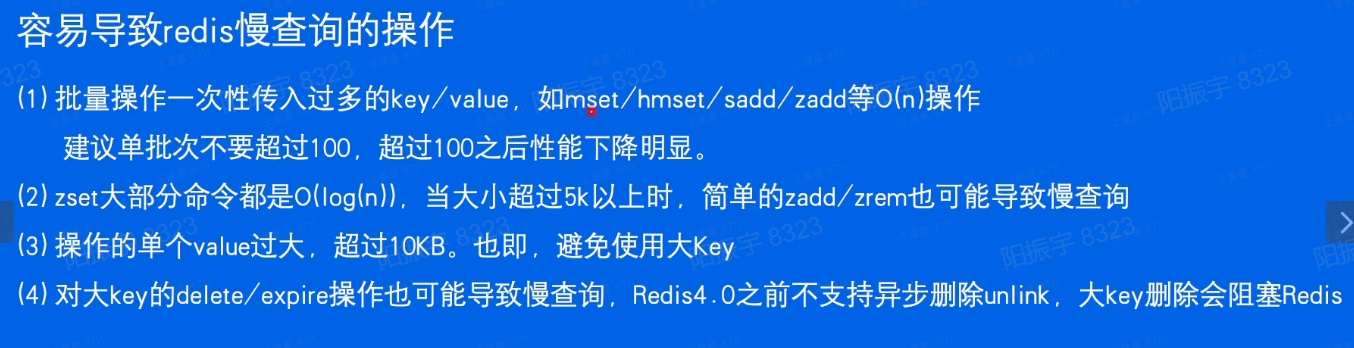 容易导致redis慢查询的操作
(1) 批量操作一次性传入过多的key/value，如mset/hmset/sadd/zadd等O(n)操作
建议单批次不要超过100，超过100之后性能下降明显。
(2) zset大部分命令都是O(log(n))，当大小超过5k以上时，简单的zadd/zrem也可能导致慢查询
(3) 操作的单个value过大，超过10KB。也即，避免使用大Key
(4) 对大key的delete/expire操作也可能导致慢查询，Redis4.0之前不支持异步删除unlink，大key删除会阻塞Redis
阳振宇 8323